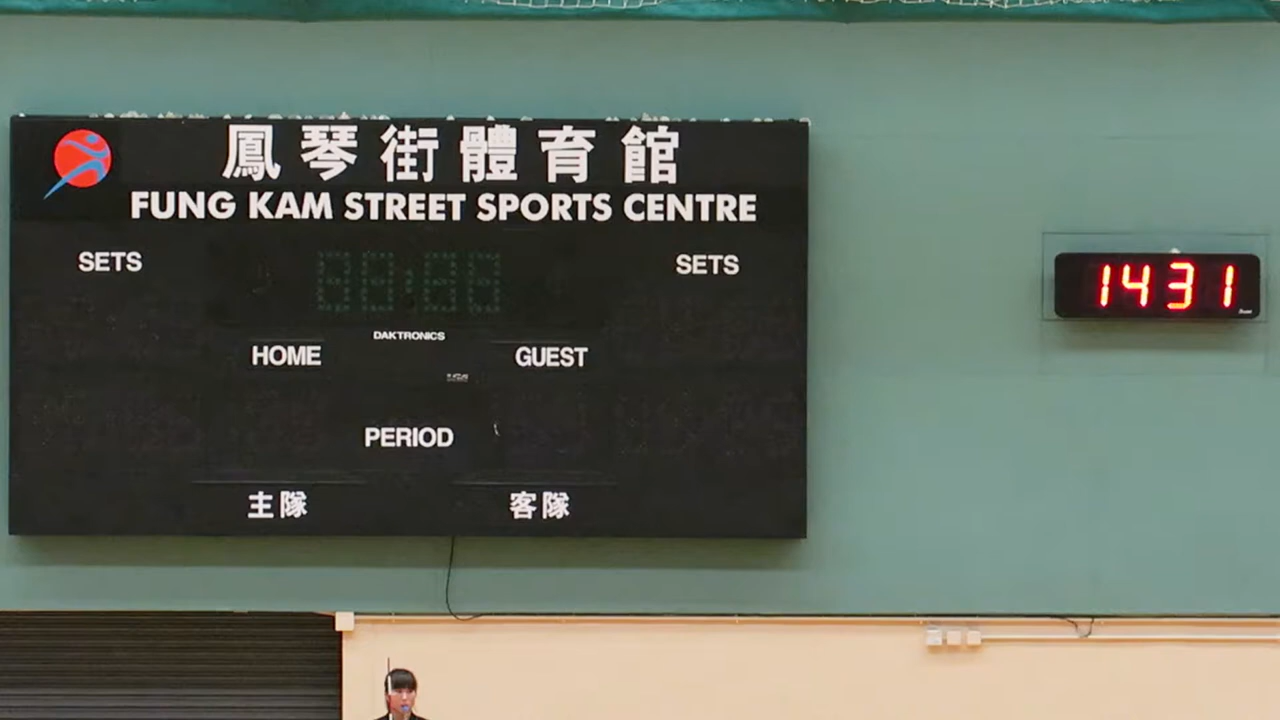 鳳琴街體育館
FUNG KAM STREET SPORTS CENTRE
SETS
SETS
1431
DAKTRONICS
HOME
GUEST
PERIOD
主隊
客隊